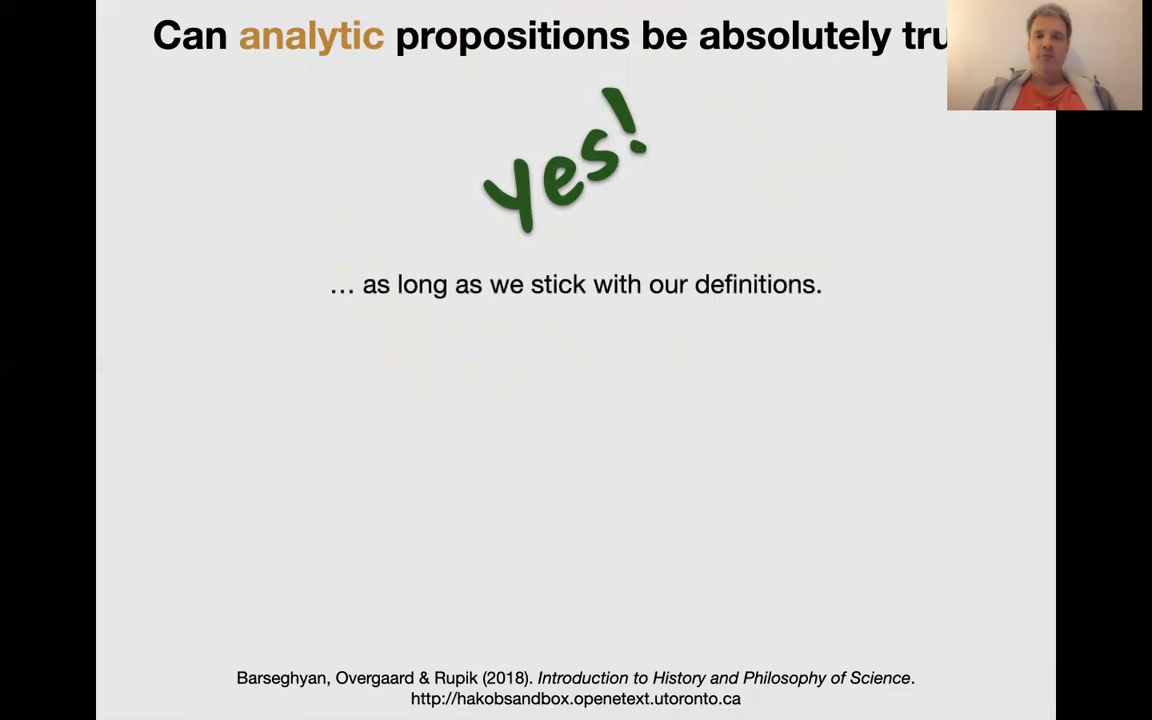 Can analytic propositions be absolutely tru
yes!
… as long as we stick with our definitions.
Barseghyan, Overgaard & Rupik (2018). Introduction to History and Philosophy of Science.
http://hakobsandbox.openetext.utoronto.ca